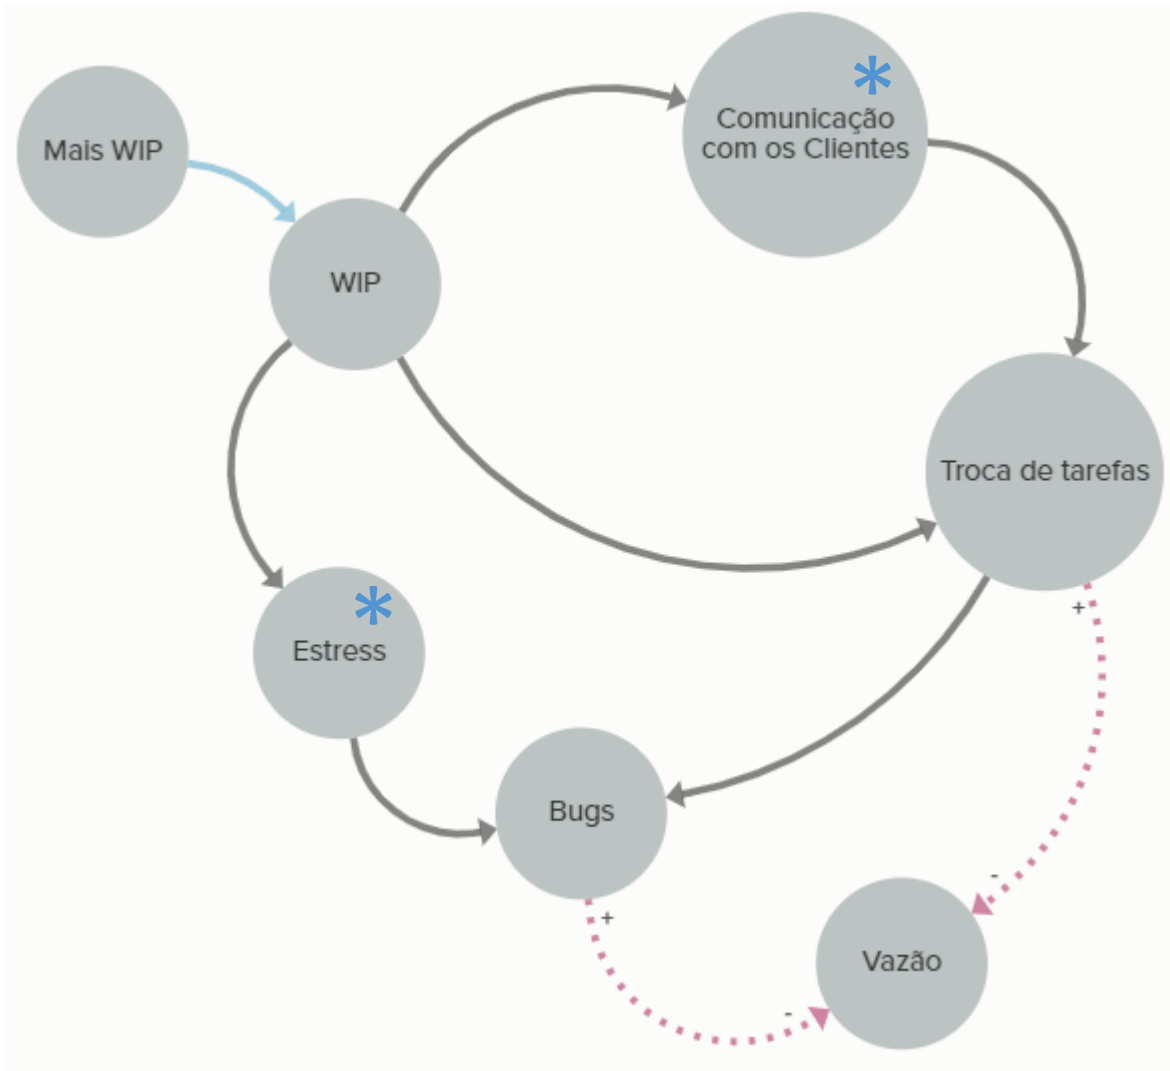 Mais WIP
*
Comunicação
com os Clientes
WIP
Troca de tarefas
*
Estress
+
Bugs
-
+
Vazão
-